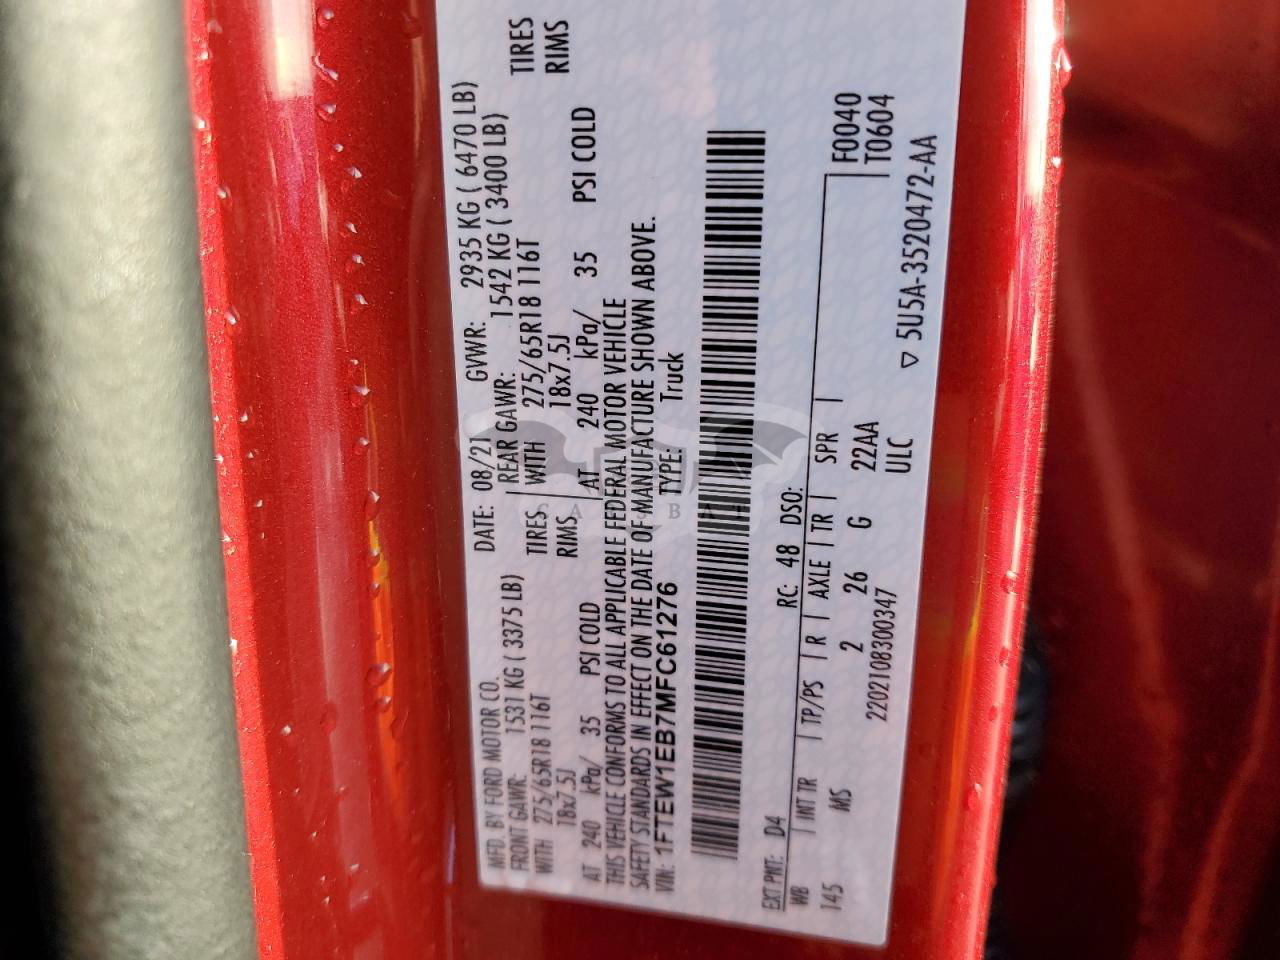 MFD. BY FORD MOTOR CO. DATE: 08/21 GVWR: 2935 KG ( 6470 LB)
FRONT GAWR: 1531 KG ( 3375 LB) REAR GAWR: 1542 KG ( 3400 LB)
WITH 275/65R18 116T TIRES WITH 275/65R18 116T TIRES
18x7.5J RIMS 18x7.5J RIMS
AT 240 kPa/ 35 PSI COLD AT 240 kPa/ 35 PSI COLD
THIS VEHICLE CONFORMS TO ALL APPLICABLE FEDERAL MOTOR VEHICLE
SAFETY STANDARDS IN EFFECT ON THE DATE OF MANUFACTURE SHOWN ABOVE.
VIN: 1FTEW1EB7MFC61276 TYPE: Truck
EXT PNT: D4 RC: 48 DSO:
WB INT TR TP/PS R AXLE TR SPR F0040
145 MS 2 26 G 22AA T0604
2202108300347 ULC
▽ 5U5A-3520472-AA